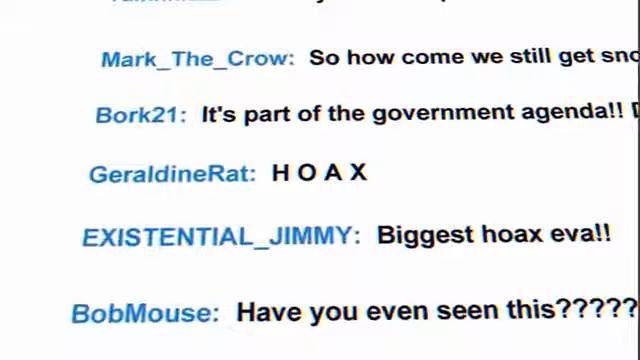 Mark_The_Crow: So how come we still get sno
Bork21: It's part of the government agenda!!
GeraldineRat: H O A X
EXISTENTIAL_JIMMY: Biggest hoax eva!!
BobMouse: Have you even seen this?????